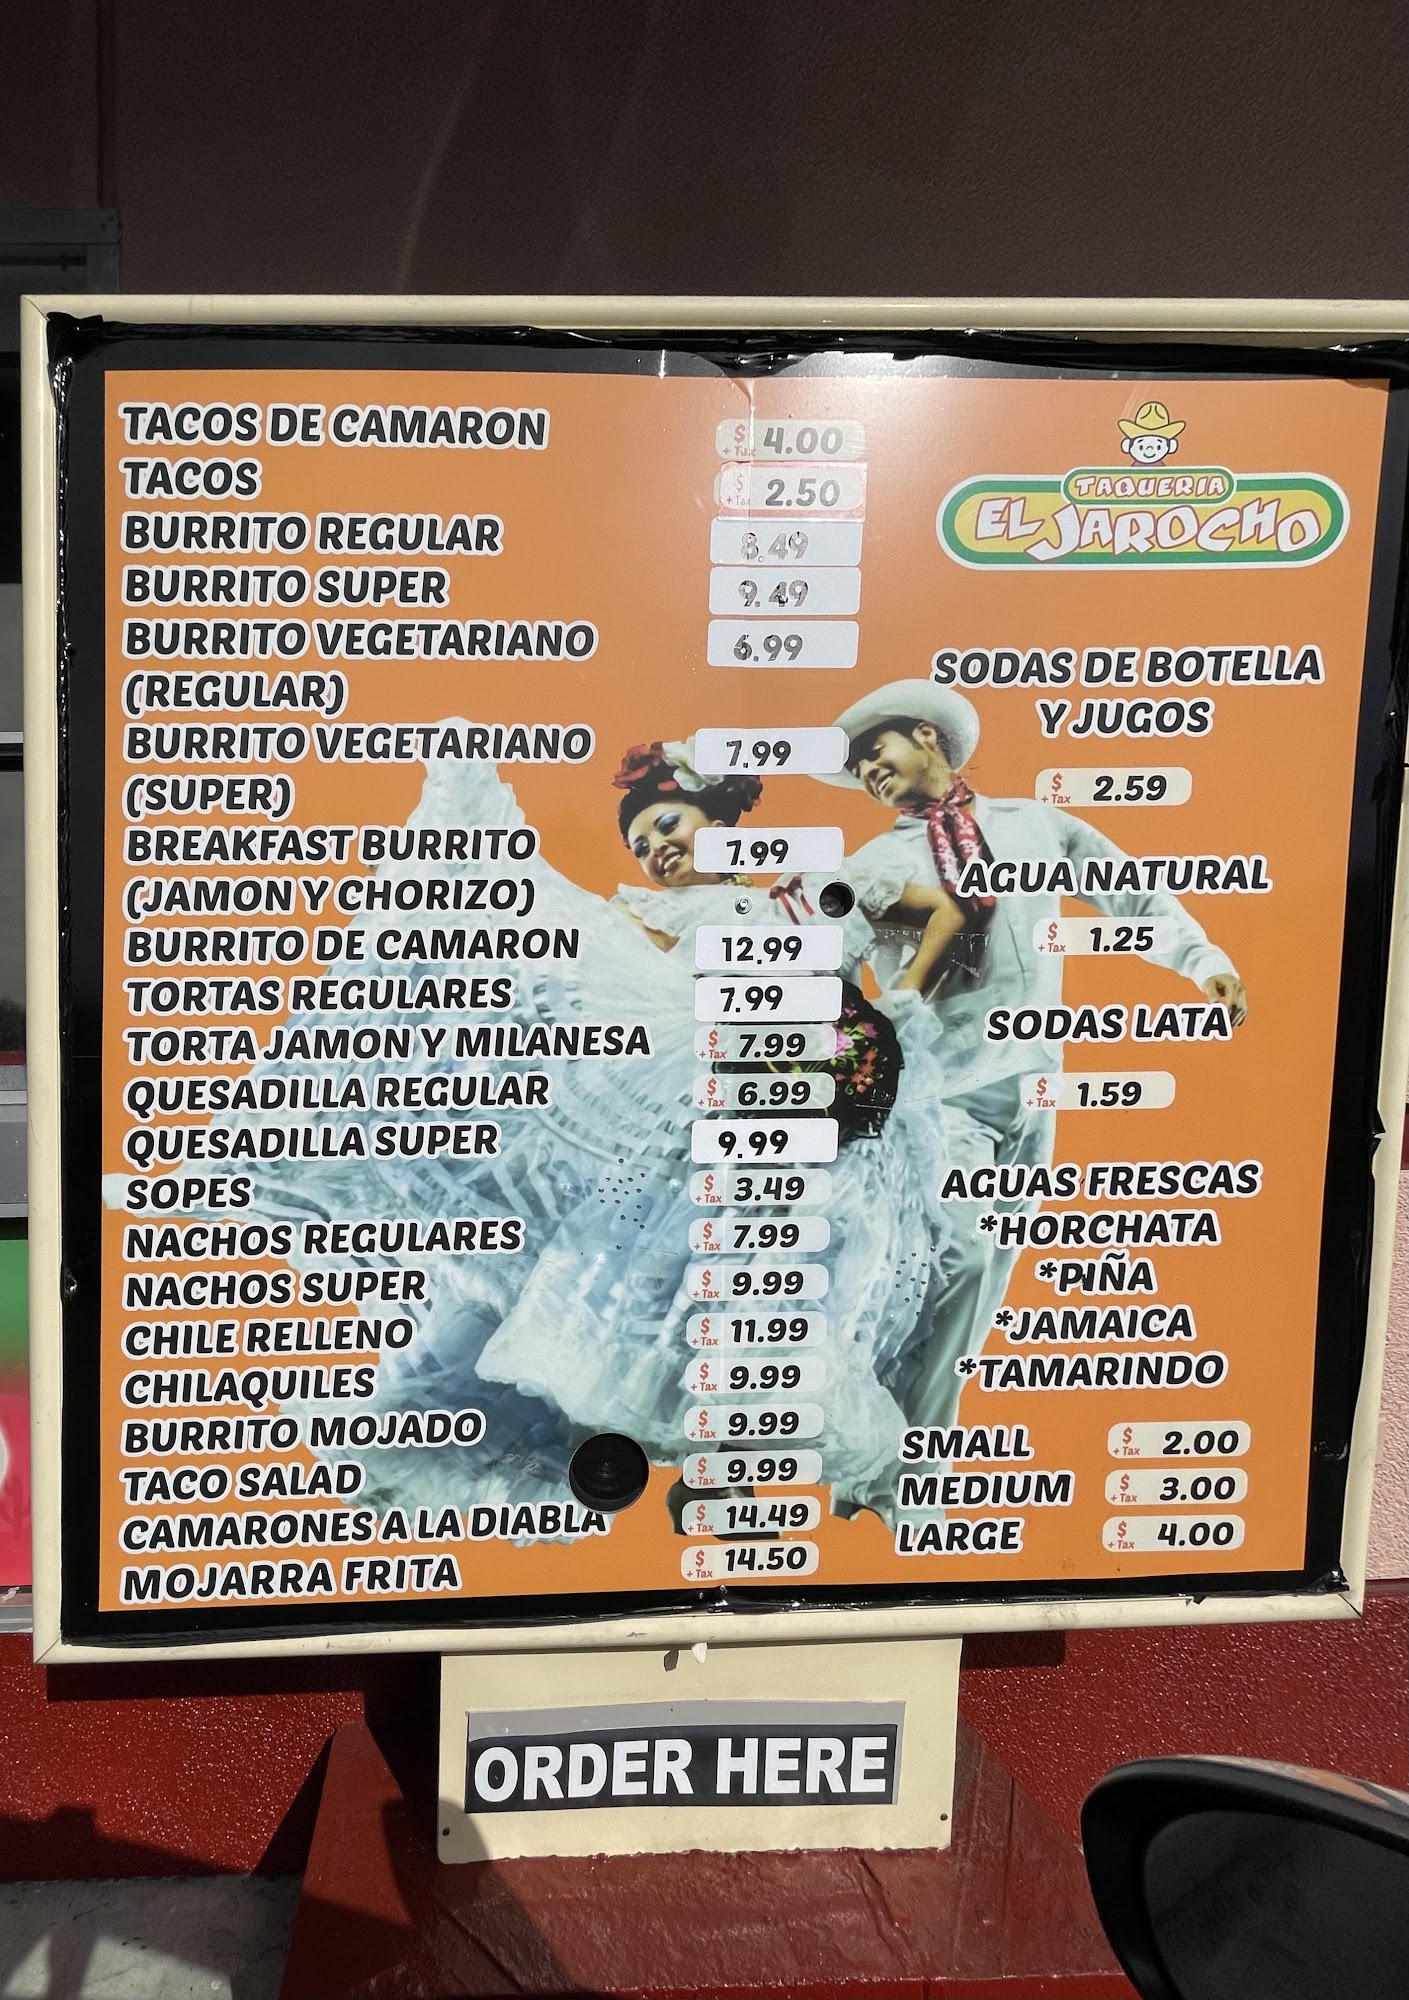 TACOS DE CAMARON $ + Tax 4.00
TACOS $ + Tax 2.50
BURRITO REGULAR 8.49
BURRITO SUPER 9.49
BURRITO VEGETARIANO 6.99
(REGULAR)
BURRITO VEGETARIANO 7.99
(SUPER)
BREAKFAST BURRITO 7.99
(JAMON Y CHORIZO)
BURRITO DE CAMARON 12.99
TORTAS REGULARES 7.99
TORTA JAMON Y MILANESA $ + Tax 7.99
QUESADILLA REGULAR $ + Tax 6.99
QUESADILLA SUPER 9.99
SOPES $ + Tax 3.49
NACHOS REGULARES $ + Tax 7.99
NACHOS SUPER $ + Tax 9.99
CHILE RELLENO $ + Tax 11.99
CHILAQUILES $ + Tax 9.99
BURRITO MOJADO $ + Tax 9.99
TACO SALAD $ + Tax 9.99
CAMARONES A LA DIABLA $ + Tax 14.49
MOJARRA FRITA $ + Tax 14.50
TAQUERIA
EL JAROCHO
SODAS DE BOTELLA
Y JUGOS
$ + Tax 2.59
AGUA NATURAL
$ + Tax 1.25
SODAS LATA
$ + Tax 1.59
AGUAS FRESCAS
*HORCHATA
*PIÑA
*JAMAICA
*TAMARINDO
SMALL $ + Tax 2.00
MEDIUM $ + Tax 3.00
LARGE $ + Tax 4.00
ORDER HERE